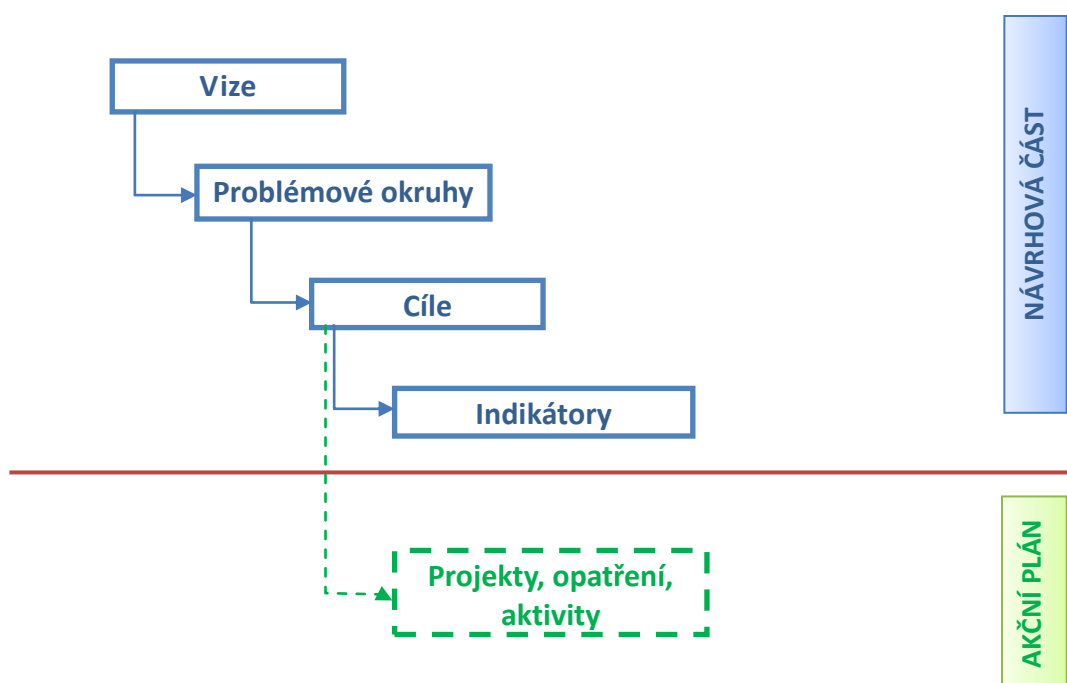 Vize
Problémové okruhy
Cíle
Indikátory
NÁVRHOVÁ ČÁST
Projekty, opatření,
aktivity
AKČNÍ PLÁN